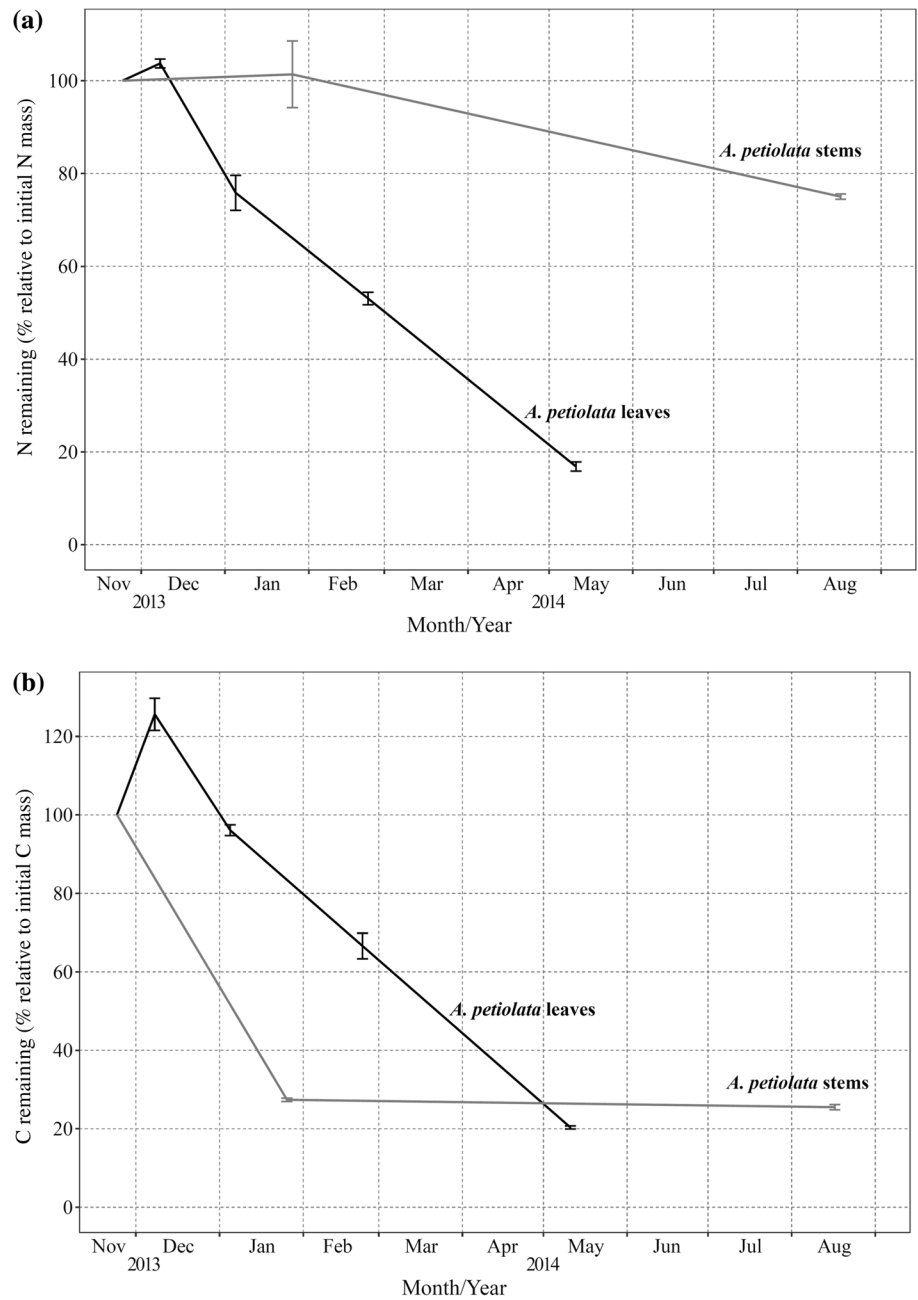 (a)
N remaining (% relative to initial N mass)
100
80
60
40
20
0
A. petiolata stems
A. petiolata leaves
Nov Dec Jan Feb Mar Apr May Jun Jul Aug
2013 2014
Month/Year
(b)
C remaining (% relative to initial C mass)
120
100
80
60
40
20
0
A. petiolata leaves
A. petiolata stems
Nov Dec Jan Feb Mar Apr May Jun Jul Aug
2013 2014
Month/Year